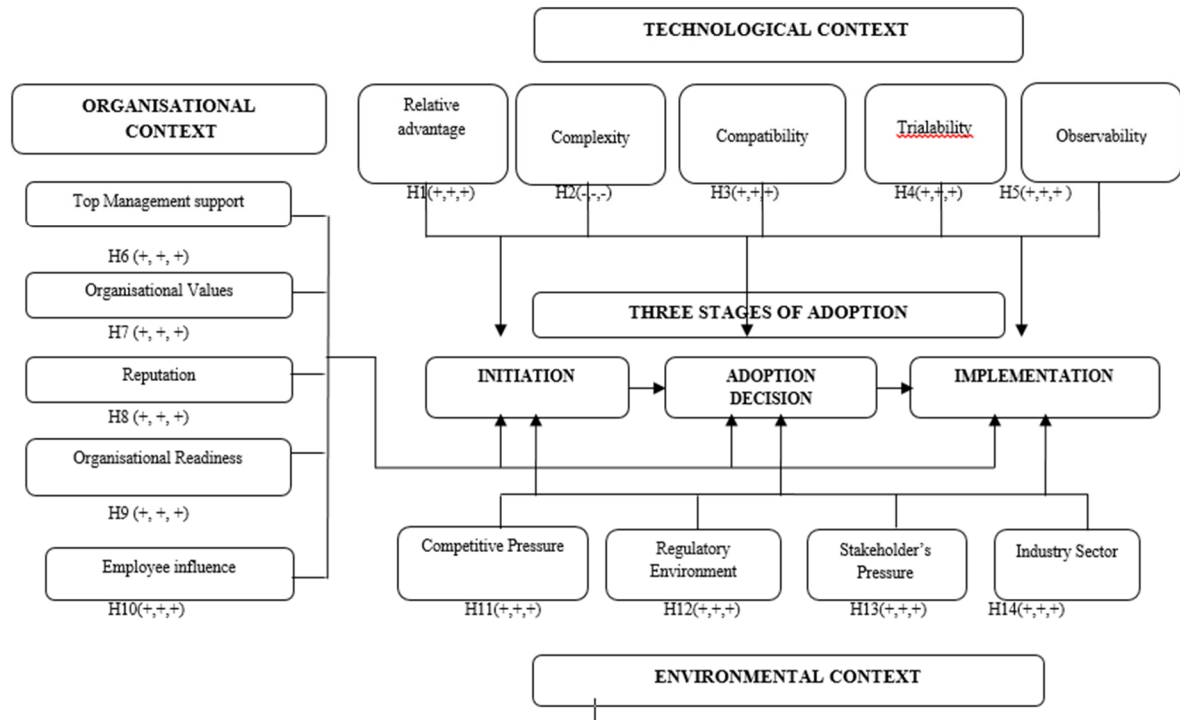 TECHNOLOGICAL CONTEXT
ORGANISATIONAL
CONTEXT
Relative
advantage
Complexity
Compatibility
Trialability
Observability
H1(+,+,+)
H2(-,-,-)
H3(+,+,+)
H4(+,+,+)
H5(+,+,+ )
Top Management support
H6 (+, +, +)
Organisational Values
H7 (+, +, +)
Reputation
H8 (+, +, +)
Organisational Readiness
H9 (+, +, +)
Employee influence
H10(+,+,+)
THREE STAGES OF ADOPTION
INITIATION
ADOPTION
DECISION
IMPLEMENTATION
Competitive Pressure
Regulatory
Environment
Stakeholder’s
Pressure
Industry Sector
H11(+,+,+)
H12(+,+,+)
H13(+,+,+)
H14(+,+,+)
ENVIRONMENTAL CONTEXT